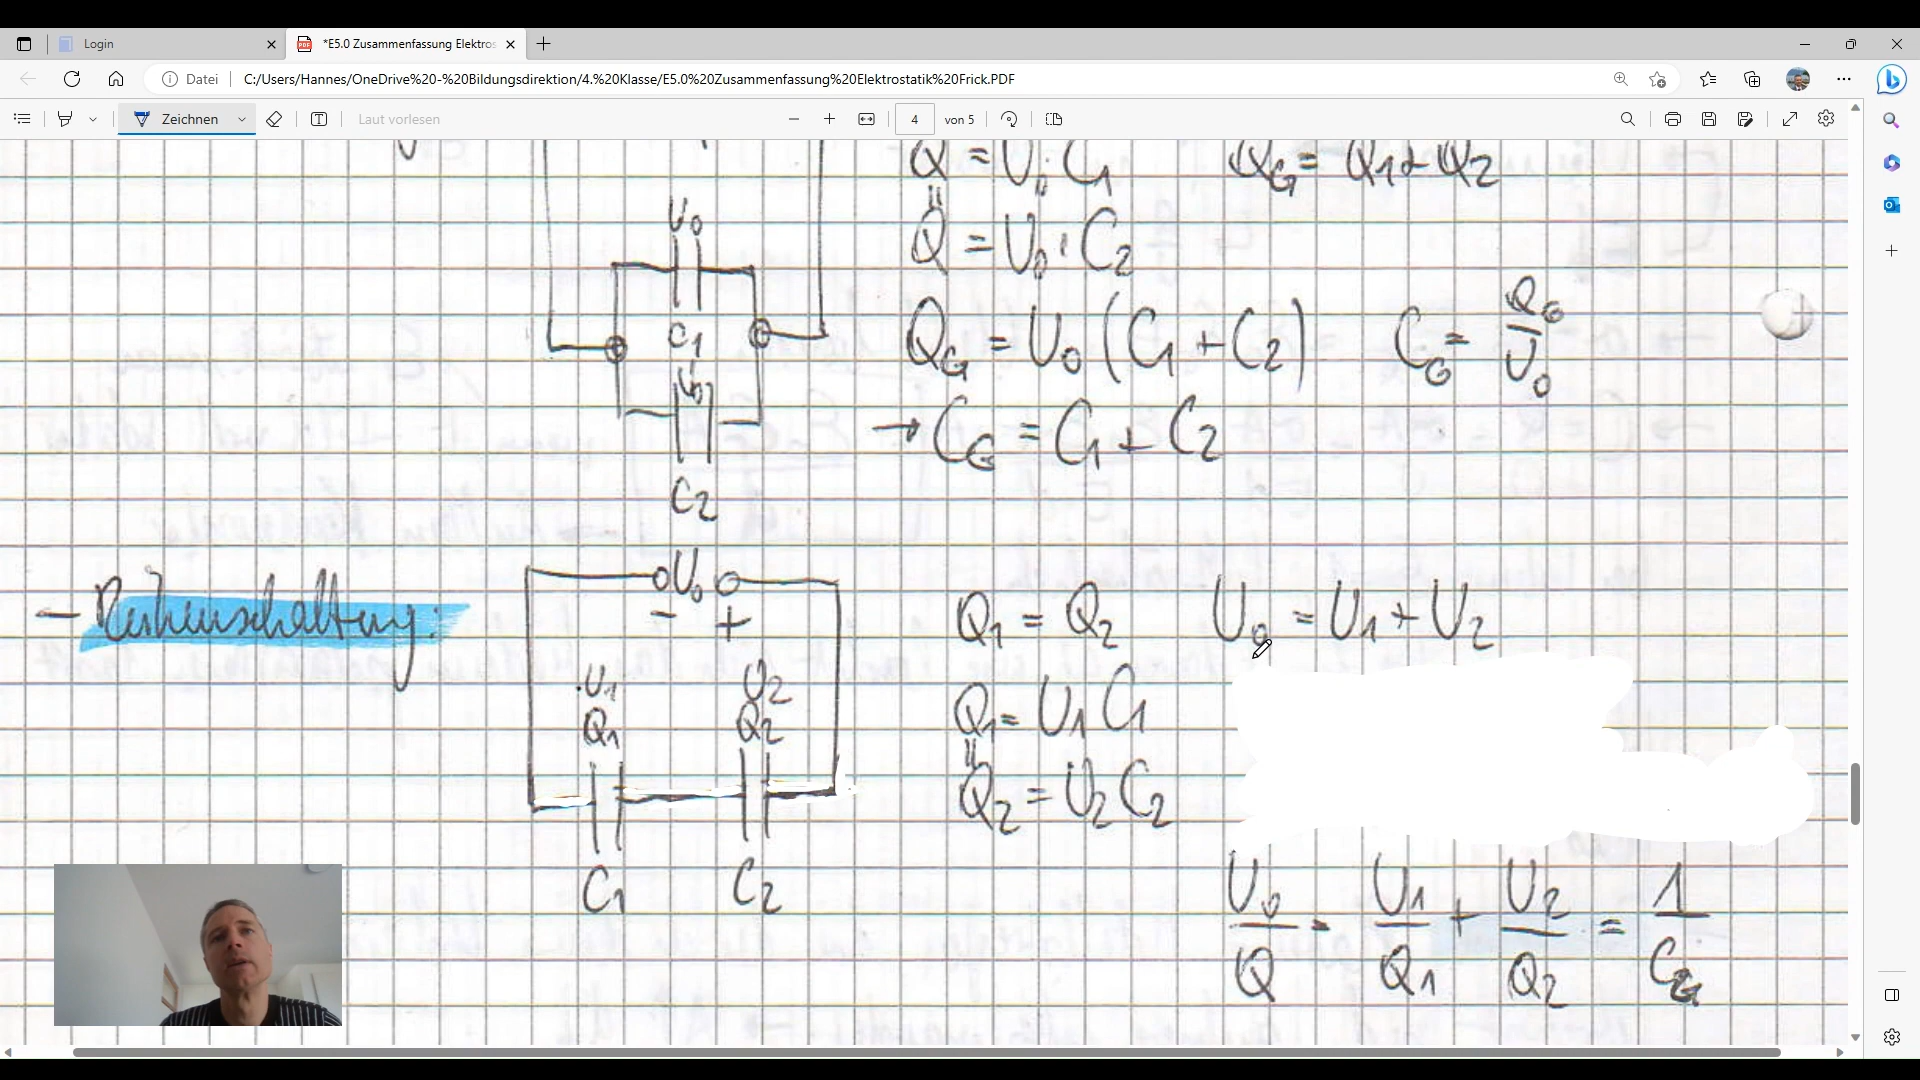 Login
*E5.0 Zusammenfassung Elektros
Datei
C:/Users/Hannes/OneDrive%20-%20Bildungsdirektion/4.%20Klasse/E5.0%20Zusammenfassung%20Elektrostatik%20Frick.PDF
Zeichnen
Laut vorlesen
4 von 5
Q = U0 · C1
QG = Q1 + Q2
Q = U0 · C2
U0
C1
U0
C2
QG = U0 (C1 + C2)
CG = QG / U0
→ CG = C1 + C2
– Reihenschaltung:
U0
– +
U1 U2
Q1 Q2
C1 C2
Q1 = Q2
U0 = U1 + U2
Q1 = U1 C1
Q2 = U2 C2
U0 / Q = U1 / Q1 + U2 / Q2 = 1 / CG